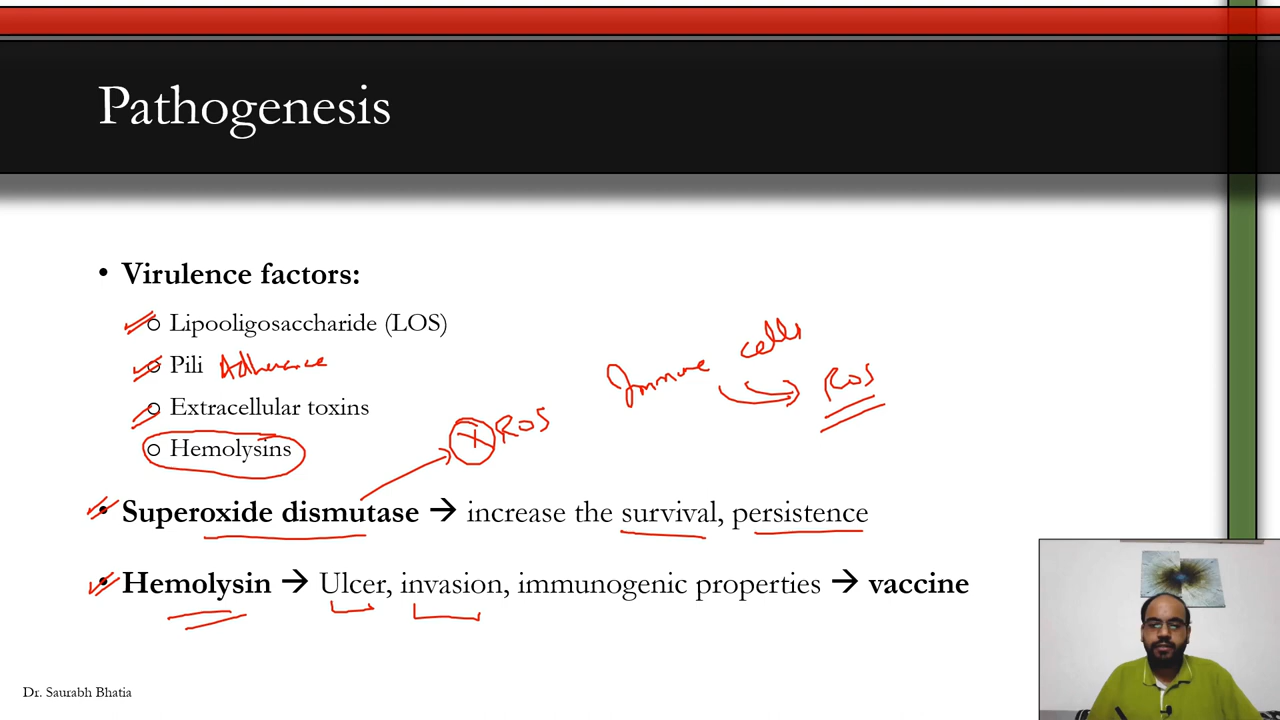 Pathogenesis
• Virulence factors:
o Lipooligosaccharide (LOS)
o Pili Adherence
o Extracellular toxins
o Hemolysins
Immune cells → ROS
X ROS
• Superoxide dismutase → increase the survival, persistence
• Hemolysin → Ulcer, invasion, immunogenic properties → vaccine
Dr. Saurabh Bhatia